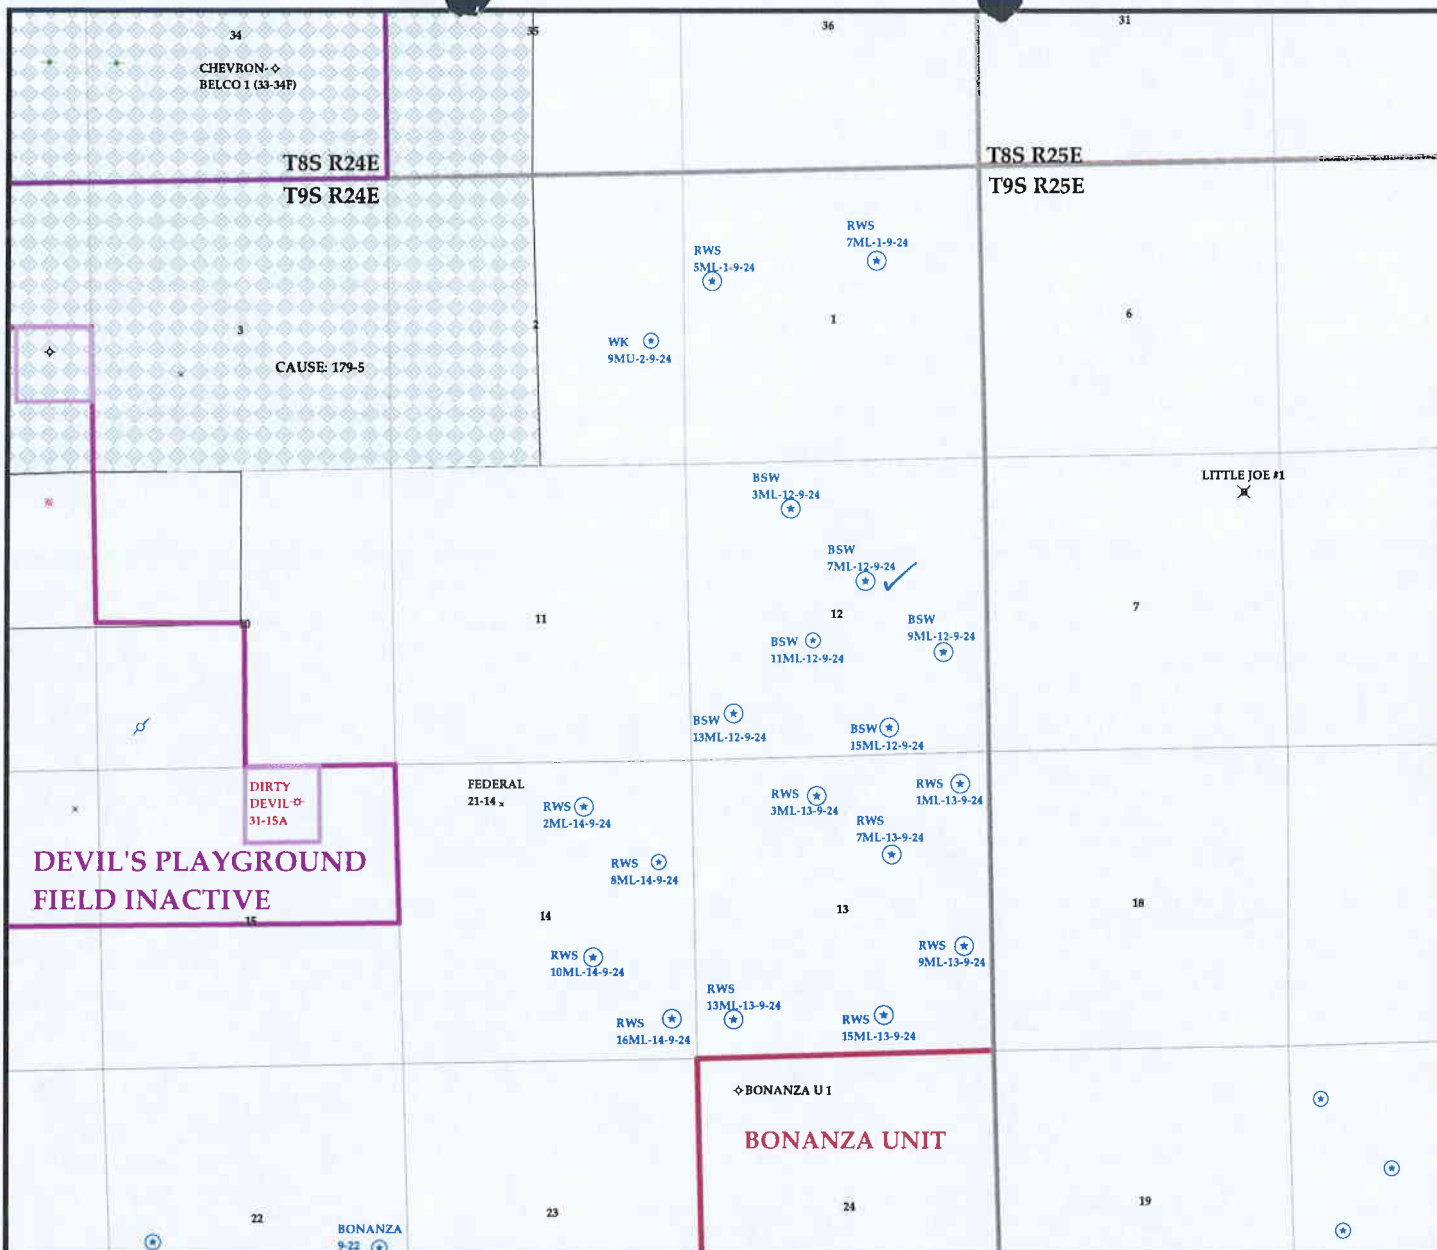 34
35
36
31
CHEVRON-
BELCO 1 (33-34F)
T8S R24E
T8S R25E
T9S R24E
T9S R25E
RWS
7ML-1-9-24
RWS
5ML-1-9-24
3
2
1
6
WK
9MU-2-9-24
CAUSE: 179-5
BSW
3ML-12-9-24
LITTLE JOE #1
BSW
7ML-12-9-24
10
11
12
7
BSW
9ML-12-9-24
BSW
11ML-12-9-24
BSW
13ML-12-9-24
BSW
15ML-12-9-24
DIRTY
DEVIL
31-15A
FEDERAL
21-14
RWS
2ML-14-9-24
RWS
3ML-13-9-24
RWS
1ML-13-9-24
RWS
7ML-13-9-24
DEVIL'S PLAYGROUND
FIELD INACTIVE
RWS
8ML-14-9-24
15
14
13
18
RWS
10ML-14-9-24
RWS
9ML-13-9-24
RWS
16ML-14-9-24
RWS
13ML-13-9-24
RWS
15ML-13-9-24
BONANZA U 1
BONANZA UNIT
22
23
24
19
BONANZA
9-22